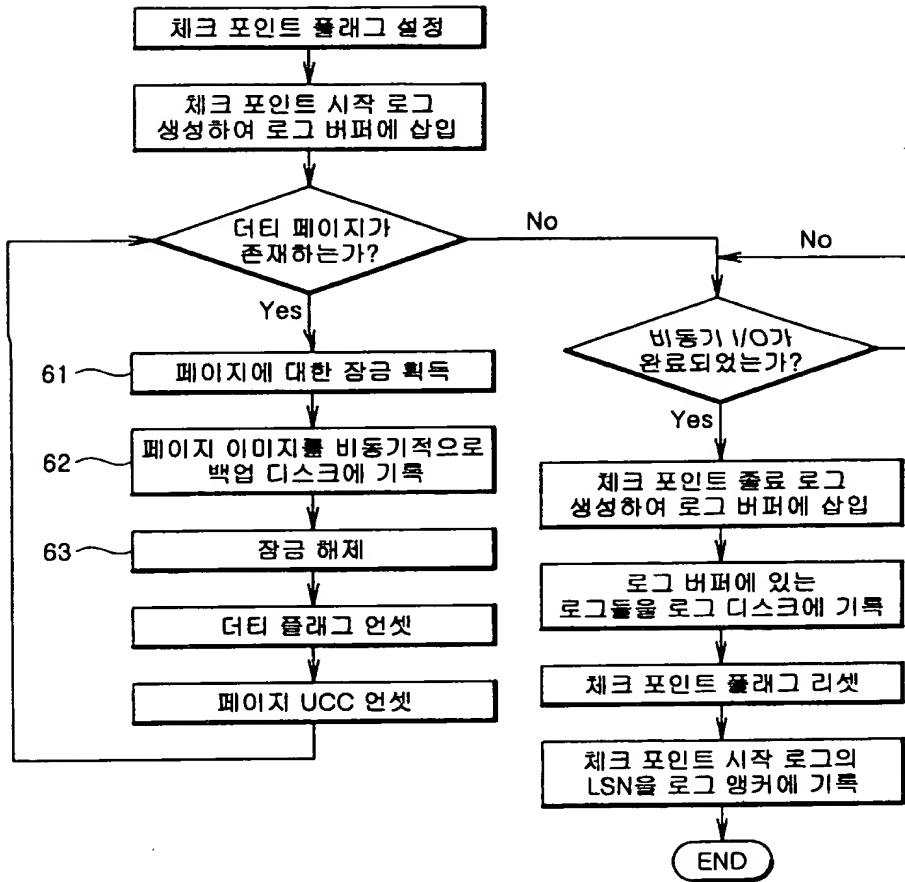 체크 포인트 플래그 설정
체크 포인트 시작 로그
생성하여 로그 버퍼에 삽입
더티 페이지가
존재하는가?
No
Yes
61
페이지에 대한 잠금 획득
62
페이지 이미지를 비동기적으로
백업 디스크에 기록
63
잠금 해제
더티 플래그 언셋
페이지 UCC 언셋
No
비동기 I/O가
완료되었는가?
Yes
체크 포인트 종료 로그
생성하여 로그 버퍼에 삽입
로그 버퍼에 있는
로그들을 로그 디스크에 기록
체크 포인트 플래그 리셋
체크 포인트 시작 로그의
LSN을 로그 앵커에 기록
END